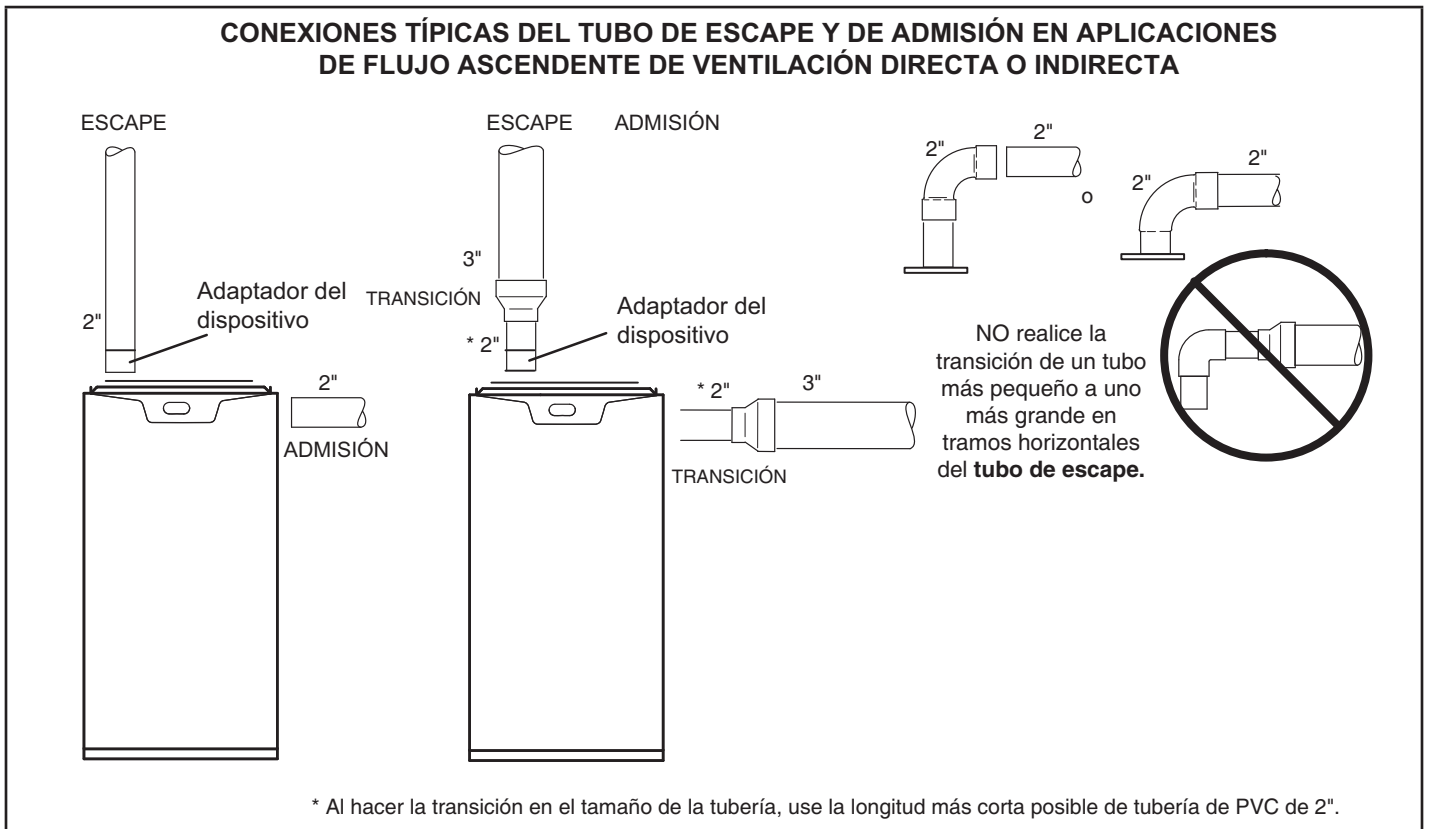 CONEXIONES TÍPICAS DEL TUBO DE ESCAPE Y DE ADMISIÓN EN APLICACIONES
DE FLUJO ASCENDENTE DE VENTILACIÓN DIRECTA O INDIRECTA
ESCAPE
2"
Adaptador del
dispositivo
2"
ADMISIÓN
ESCAPE
ADMISIÓN
3"
TRANSICIÓN
* 2"
Adaptador del
dispositivo
* 2"
3"
TRANSICIÓN
2"
2"
o
2"
2"
NO realice la
transición de un tubo
más pequeño a uno
más grande en
tramos horizontales
del tubo de escape.
* Al hacer la transición en el tamaño de la tubería, use la longitud más corta posible de tubería de PVC de 2".